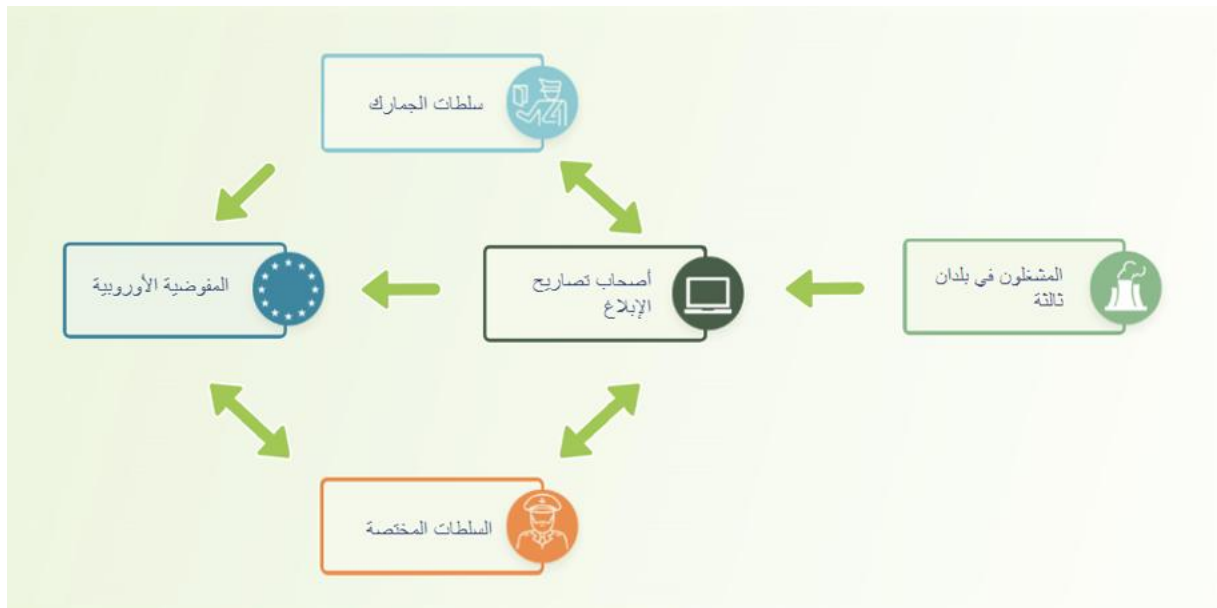 سلطات الجمارك
المشغلون في بلدان
ثالثة
أصحاب تصاريح
الإبلاغ
المفوضية الأوروبية
السلطات المختصة